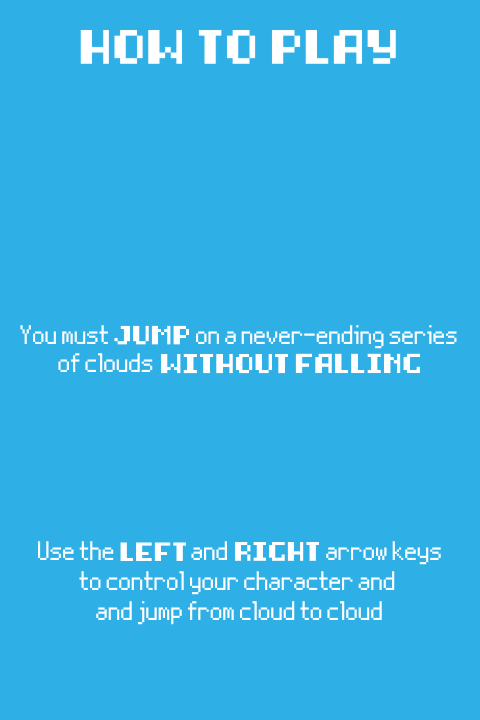 HOW TO PLAY
You must JUMP on a never-ending series
of clouds WITHOUT FALLING
Use the LEFT and RIGHT arrow keys
to control your character and
and jump from cloud to cloud